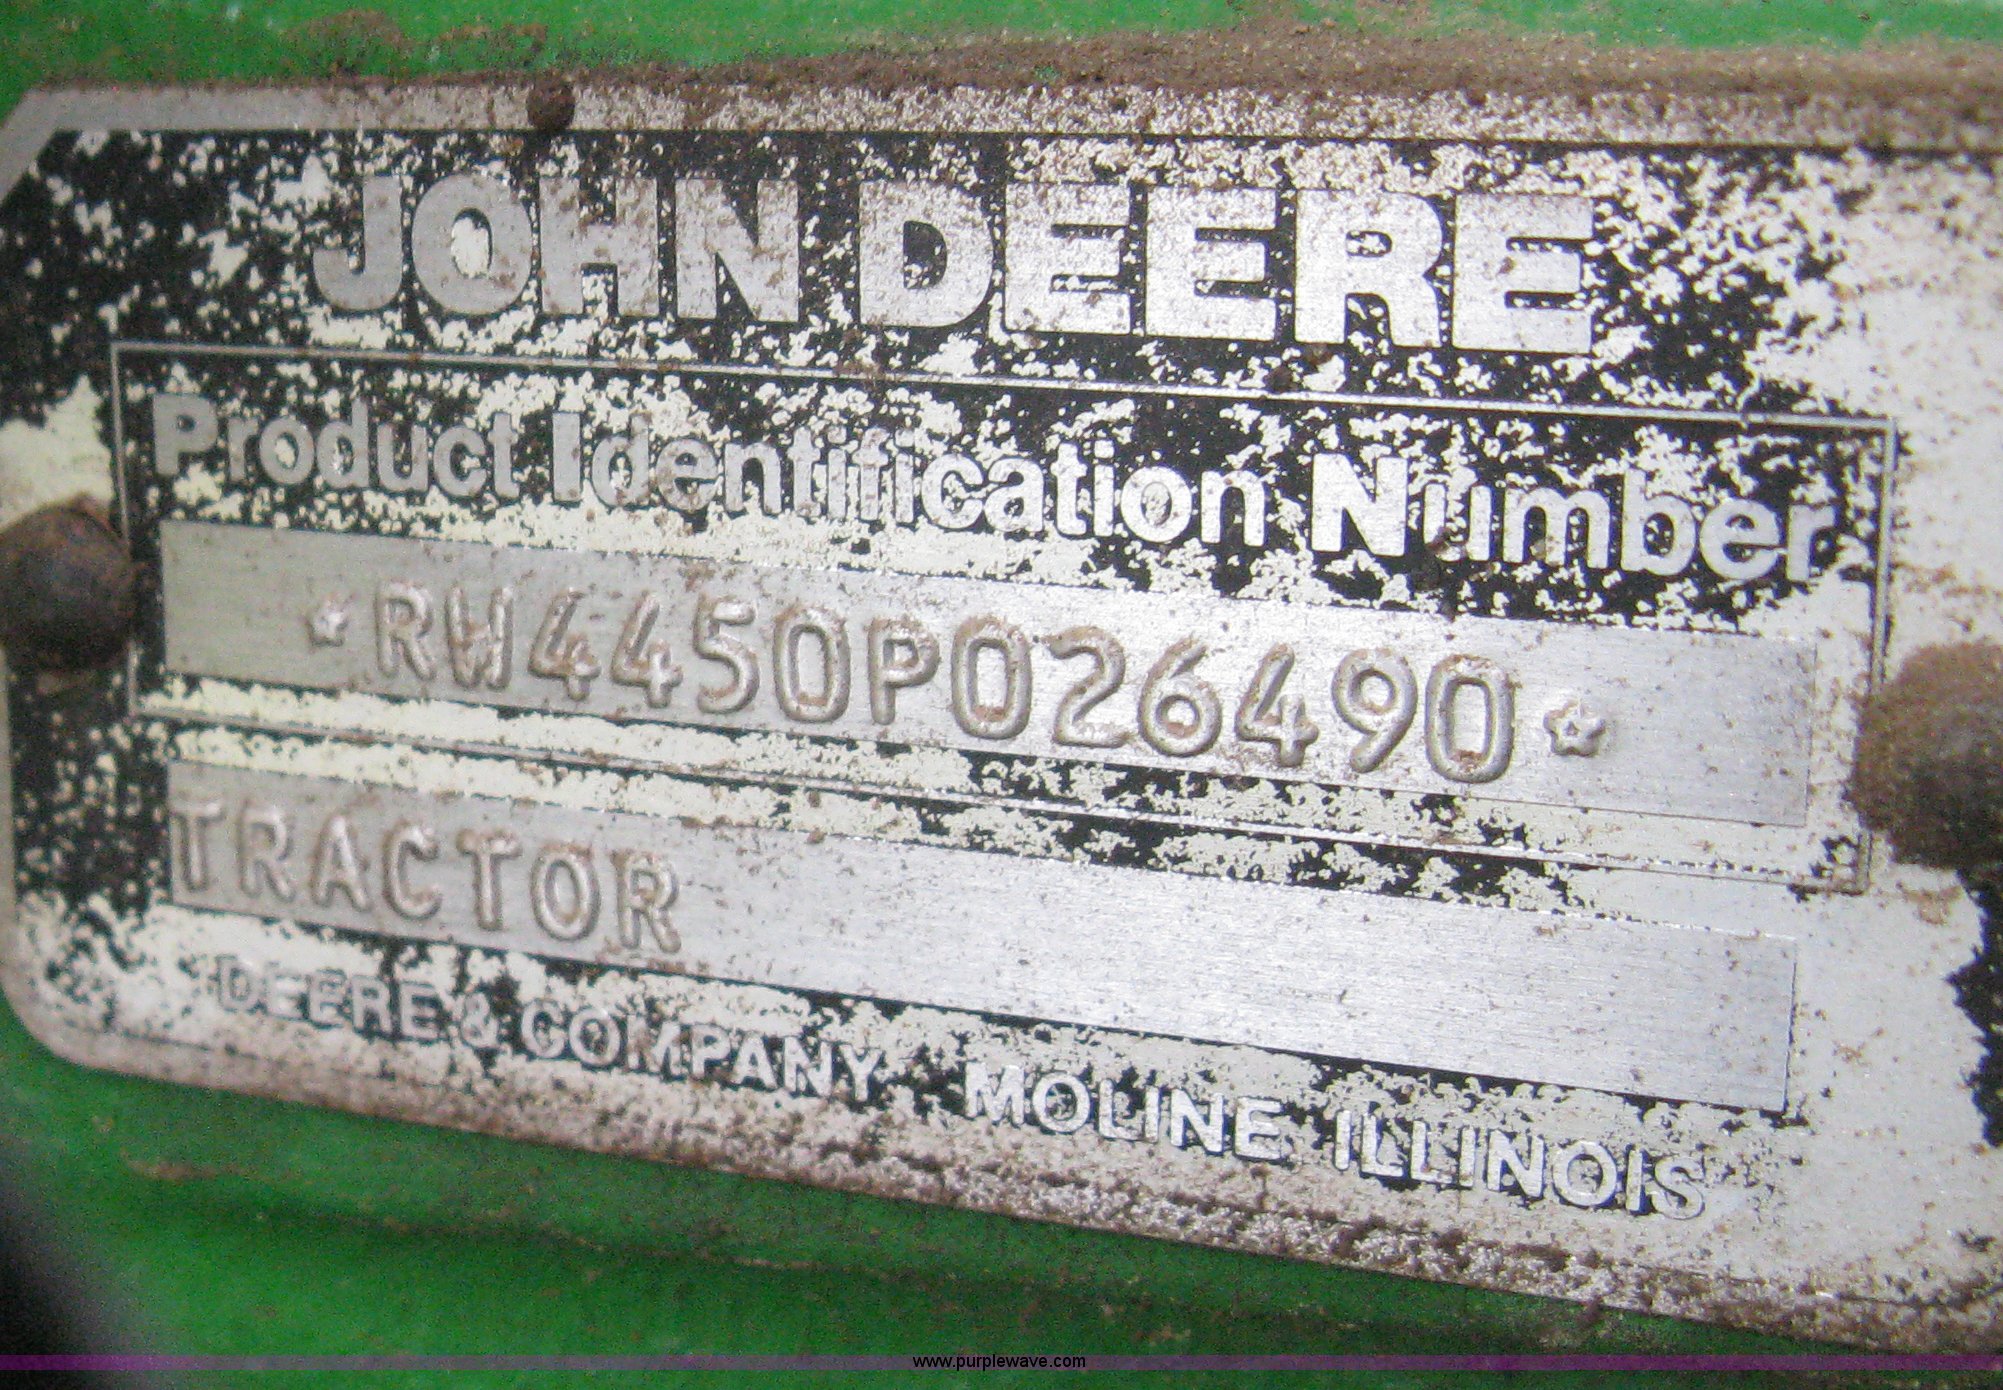 JOHN DEERE
Product Identification Number
*RW4450P026490*
TRACTOR
DEERE & COMPANY MOLINE ILLINOIS
www.purplewave.com